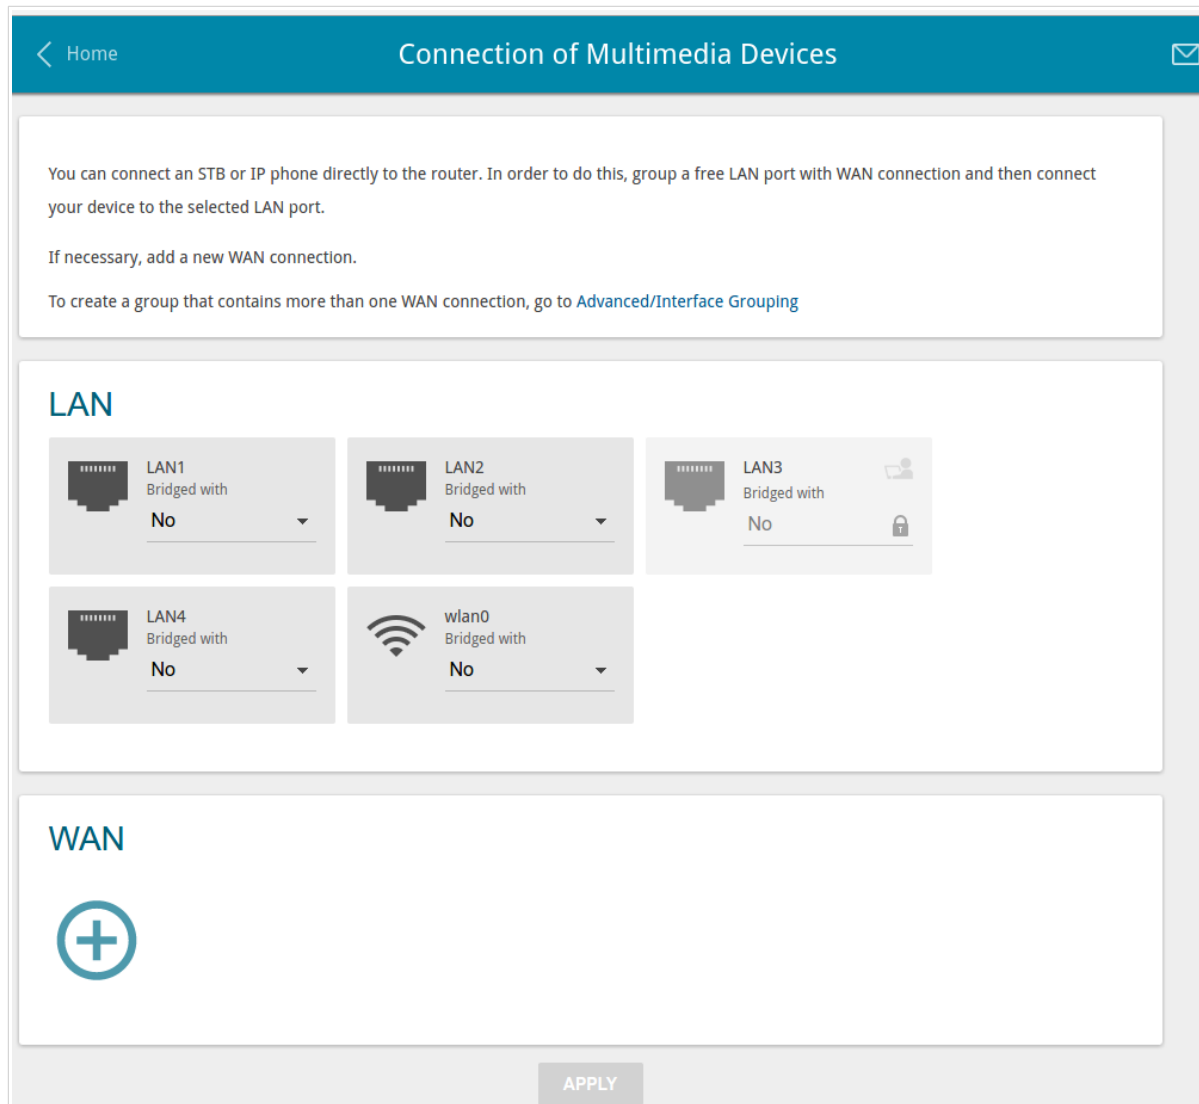 Home
Connection of Multimedia Devices
You can connect an STB or IP phone directly to the router. In order to do this, group a free LAN port with WAN connection and then connect
your device to the selected LAN port.
If necessary, add a new WAN connection.
To create a group that contains more than one WAN connection, go to Advanced/Interface Grouping
LAN
LAN1
Bridged with
No
LAN2
Bridged with
No
LAN3
Bridged with
No
LAN4
Bridged with
No
wlan0
Bridged with
No
WAN
APPLY